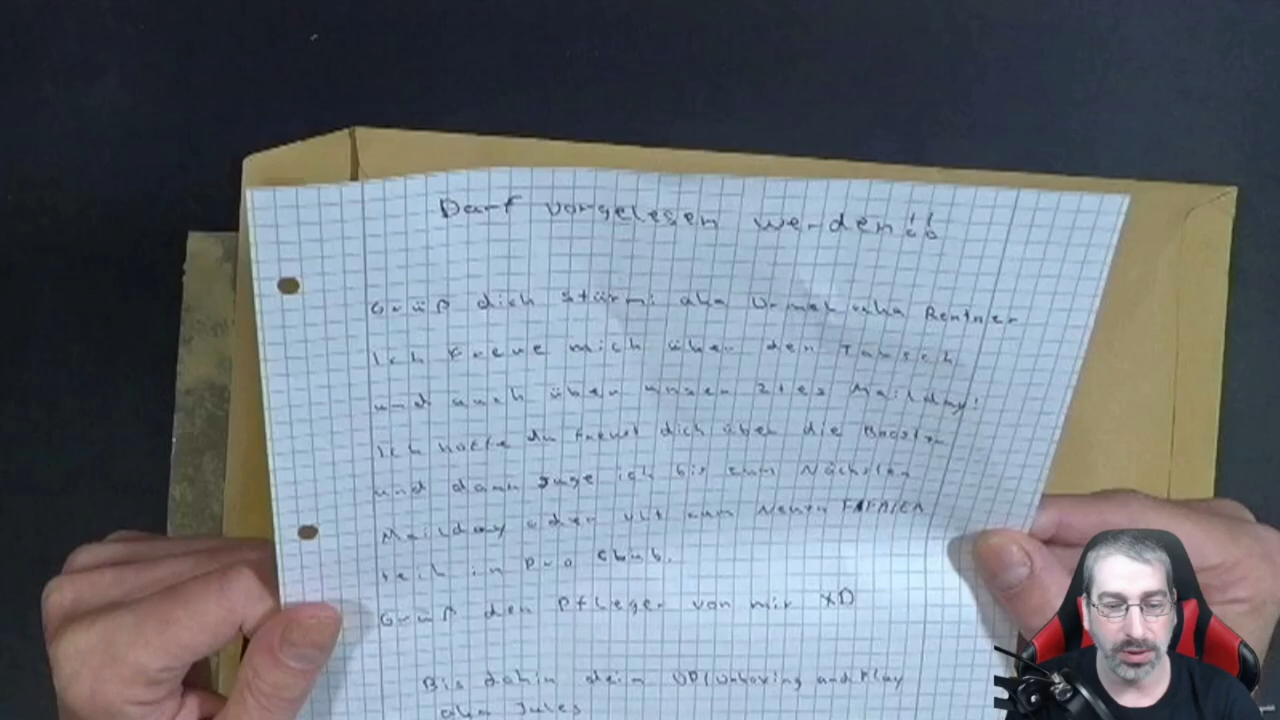 Darf vorgelesen werden!!
Grüß dich Stürmi aka Urmel aka Rentner
Ich freue mich über den Tausch
und auch über unser 2tes Mailday!
Ich hoffe du freust dich über die Booster
und dann sage ich bis zum Nächsten
Mailday oder vlt zum Neuen
teil in Duo Club.
Grüß den Pfleger von mir XD
Bis dahin dein UP(Unboxing and Play
aka Jules